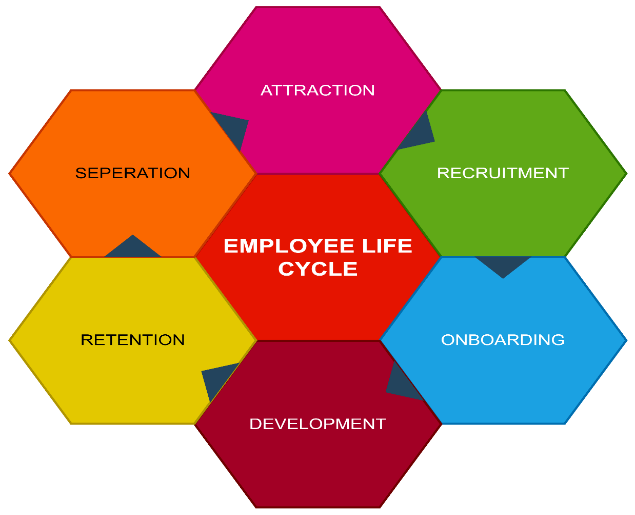 ATTRACTION
RECRUITMENT
ONBOARDING
DEVELOPMENT
RETENTION
SEPERATION
EMPLOYEE LIFE
CYCLE